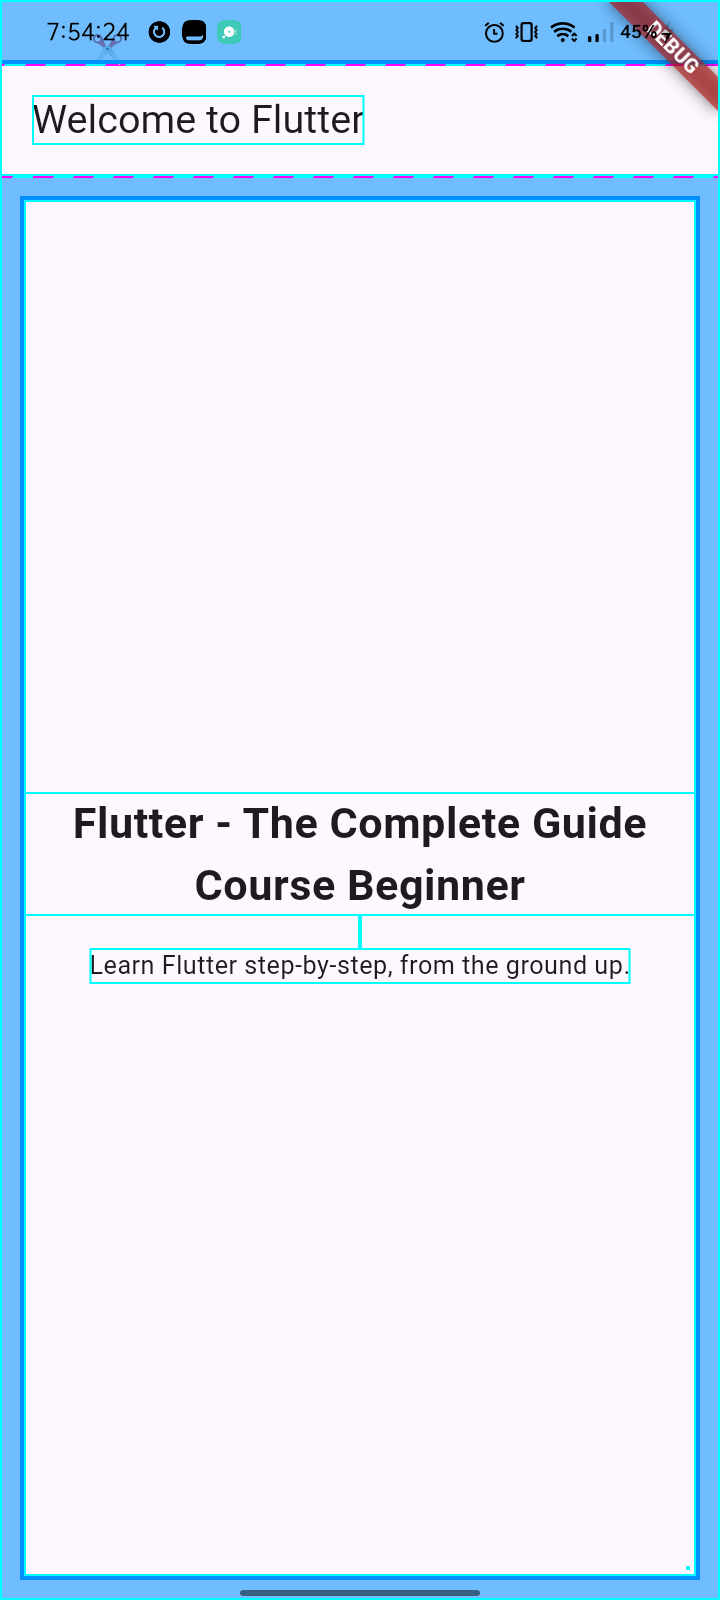 7:54:24
45%
DEBUG
Welcome to Flutter
Flutter - The Complete Guide
Course Beginner
Learn Flutter step-by-step, from the ground up.